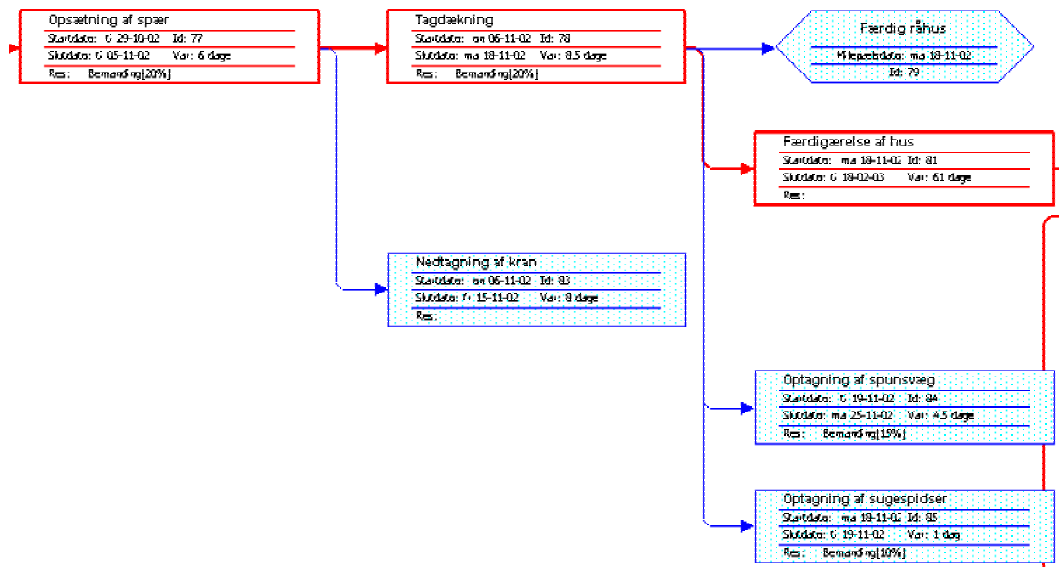 Opsætning af spær
Startdato: ti 29-10-02 Id: 77
Slutdato: ti 05-11-02 Var: 6 dage
Res: Bemanding[20%]
Tagdækning
Startdato: on 06-11-02 Id: 78
Slutdato: ma 18-11-02 Var: 8.5 dage
Res: Bemanding[20%]
Færdig råhus
Milepælsdato: ma 18-11-02
Id: 79
Færdigørelse af hus
Startdato: ma 18-11-02 Id: 81
Slutdato: ti 18-02-03 Var: 61 dage
Res:
Nedtagning af kran
Startdato: on 06-11-02 Id: 83
Slutdato: fr 15-11-02 Var: 8 dage
Res:
Optagning af spunsvæg
Startdato: ti 19-11-02 Id: 84
Slutdato: ma 25-11-02 Var: 4.5 dage
Res: Bemanding[15%]
Optagning af sugespidser
Startdato: ma 18-11-02 Id: 85
Slutdato: ti 19-11-02 Var: 1 dag
Res: Bemanding[10%]